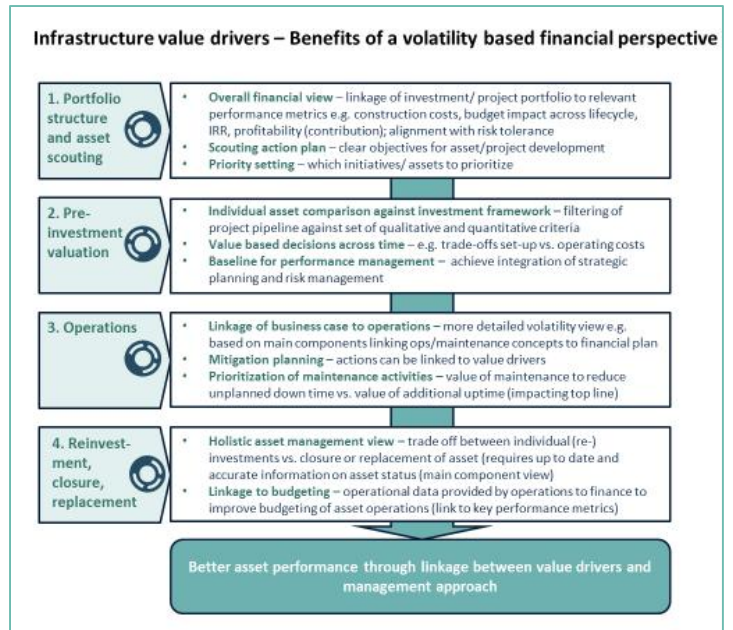 Infrastructure value drivers – Benefits of a volatility based financial perspective
1. Portfolio
structure
and asset
scouting
• Overall financial view – linkage of investment/ project portfolio to relevant
performance metrics e.g. construction costs, budget impact across lifecycle,
IRR, profitability (contribution); alignment with risk tolerance
• Scouting action plan – clear objectives for asset/project development
• Priority setting – which initiatives/ assets to prioritize
2. Pre-
investment
valuation
• Individual asset comparison against investment framework – filtering of
project pipeline against set of qualitative and quantitative criteria
• Value based decisions across time – e.g. trade-offs set-up vs. operating costs
• Baseline for performance management – achieve integration of strategic
planning and risk management
3. Operations
• Linkage of business case to operations – more detailed volatility view e.g.
based on main components linking ops/maintenance concepts to financial plan
• Mitigation planning – actions can be linked to value drivers
• Prioritization of maintenance activities – value of maintenance to reduce
unplanned down time vs. value of additional uptime (impacting top line)
4. Reinvest-
ment,
closure,
replacement
• Holistic asset management view – trade off between individual (re-)
investments vs. closure or replacement of asset (requires up to date and
accurate information on asset status (main component view)
• Linkage to budgeting – operational data provided by operations to finance to
improve budgeting of asset operations (link to key performance metrics)
Better asset performance through linkage between value drivers and
management approach